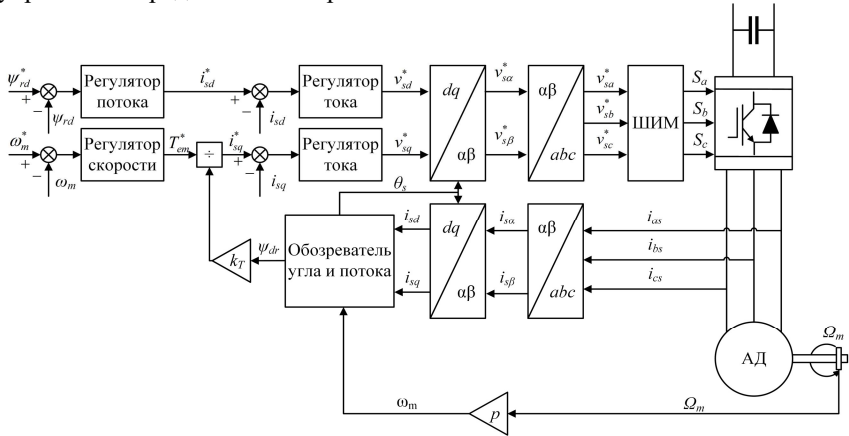 ψ*rd
+
−
ψrd
Регулятор
потока
i*sd
+
−
isd
Регулятор
тока
v*sd
dq
αβ
v*sα
v*sβ
αβ
abc
v*sa
v*sb
v*sc
ШИМ
Sa
Sb
Sc
ω*m
+
−
ωm
Регулятор
скорости
T*em
÷
i*sq
+
−
isq
Регулятор
тока
v*sq
θs
kT
ψdr
Обозреватель
угла и потока
isd
isq
dq
αβ
isα
isβ
αβ
abc
ias
ibs
ics
АД
Ωm
ωm
p
Ωm